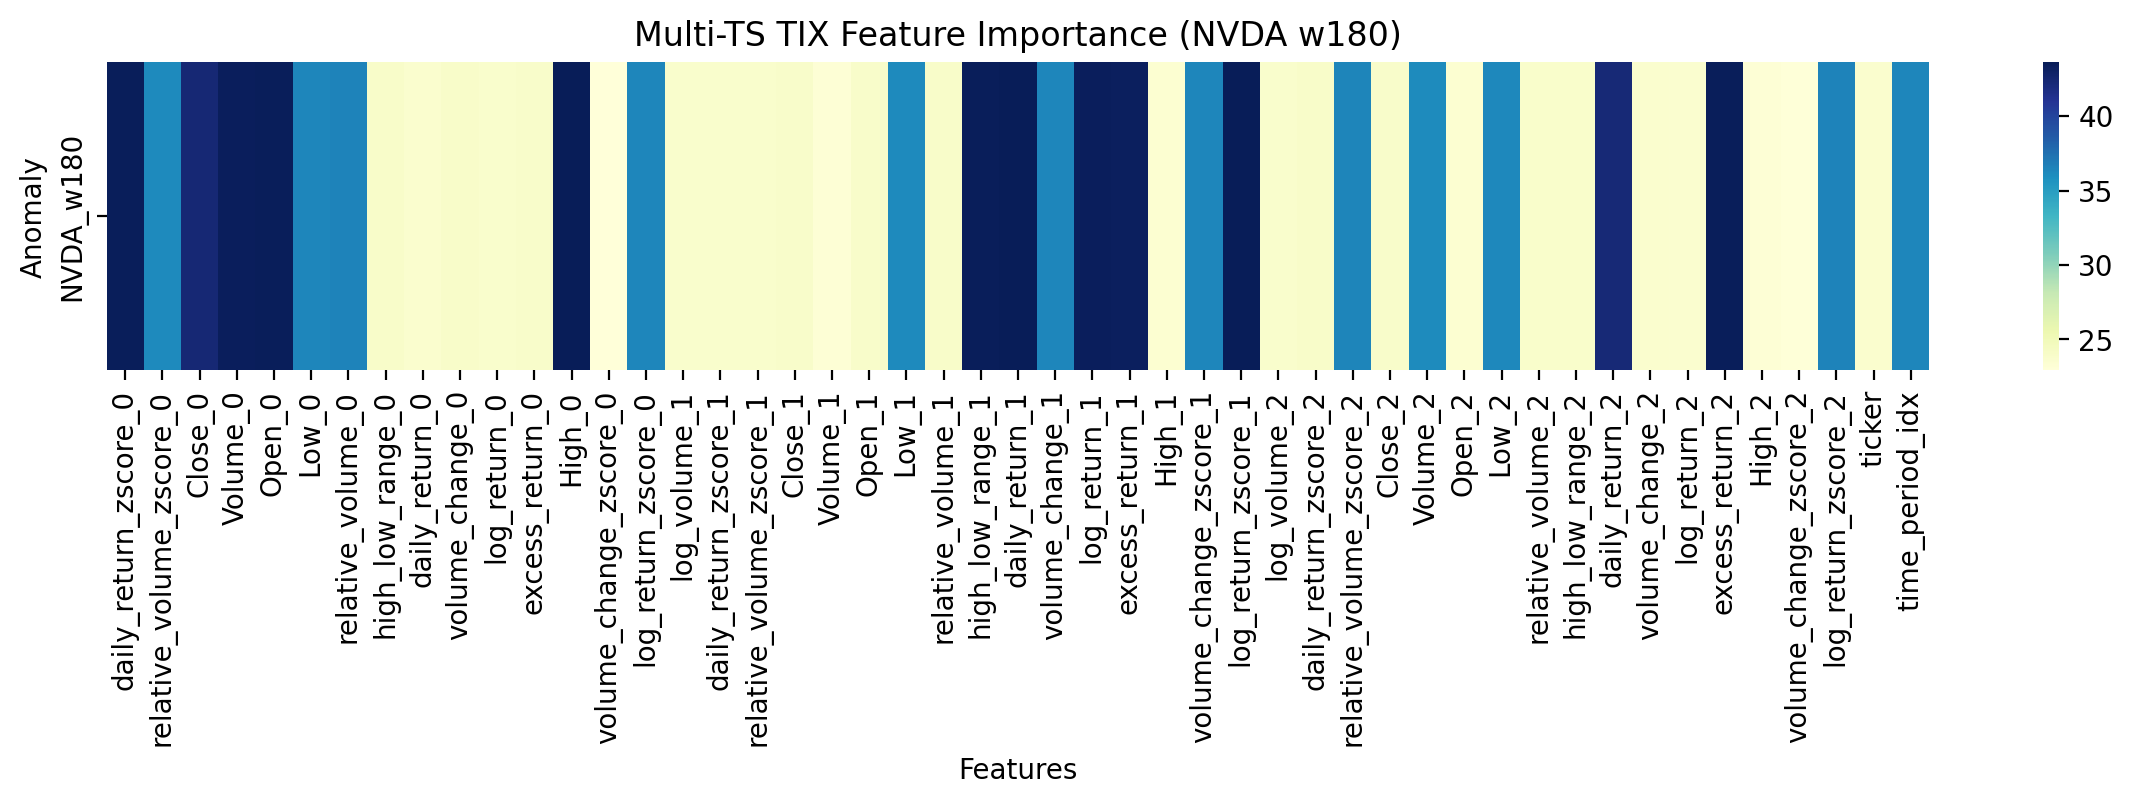 Multi-TS TIX Feature Importance (NVDA w180)
Anomaly
NVDA_w180
40
35
30
25
daily_return_zscore_0
relative_volume_zscore_0
Close_0
Volume_0
Open_0
Low_0
relative_volume_0
high_low_range_0
daily_return_0
volume_change_0
log_return_0
excess_return_0
High_0
volume_change_zscore_0
log_return_zscore_0
log_volume_1
daily_return_zscore_1
relative_volume_zscore_1
Close_1
Volume_1
Open_1
Low_1
relative_volume_1
high_low_range_1
daily_return_1
volume_change_1
log_return_1
excess_return_1
High_1
volume_change_zscore_1
log_return_zscore_1
log_volume_2
daily_return_zscore_2
relative_volume_zscore_2
Close_2
Volume_2
Open_2
Low_2
relative_volume_2
high_low_range_2
daily_return_2
volume_change_2
log_return_2
excess_return_2
High_2
volume_change_zscore_2
log_return_zscore_2
ticker
time_period_idx
Features